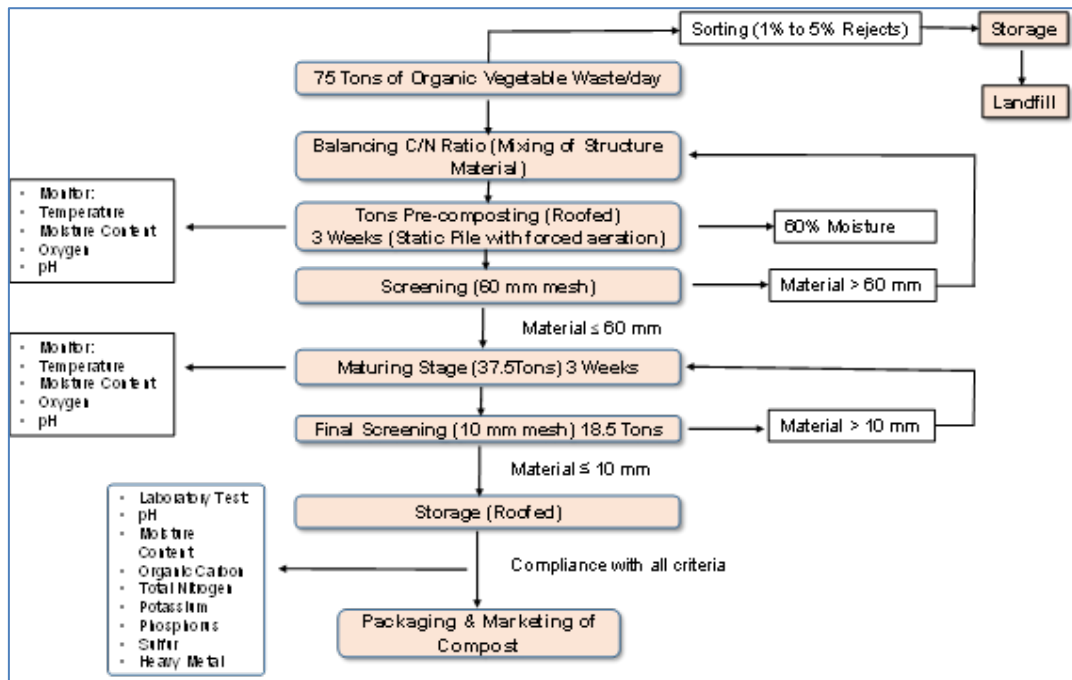 Sorting (1% to 5% Rejects)
Storage
Landfill
75 Tons of Organic Vegetable Waste/day
Balancing C/N Ratio (Mixing of Structure
Material)
• Monitor:
• Temperature
• Moisture Content
• Oxygen
• pH
Tons Pre-composting (Roofed)
3 Weeks (Static Pile with forced aeration)
60% Moisture
Screening (60 mm mesh)
Material > 60 mm
Material ≤ 60 mm
• Monitor:
• Temperature
• Moisture Content
• Oxygen
• pH
Maturing Stage (37.5Tons) 3 Weeks
Final Screening (10 mm mesh) 18.5 Tons
Material > 10 mm
Material ≤ 10 mm
Storage (Roofed)
• Laboratory Test:
• pH
• Moisture
Content
• Organic Carbon
• Total Nitrogen
• Potassium
• Phosphorus
• Sulfur
• Heavy Metal
Compliance with all criteria
Packaging & Marketing of
Compost